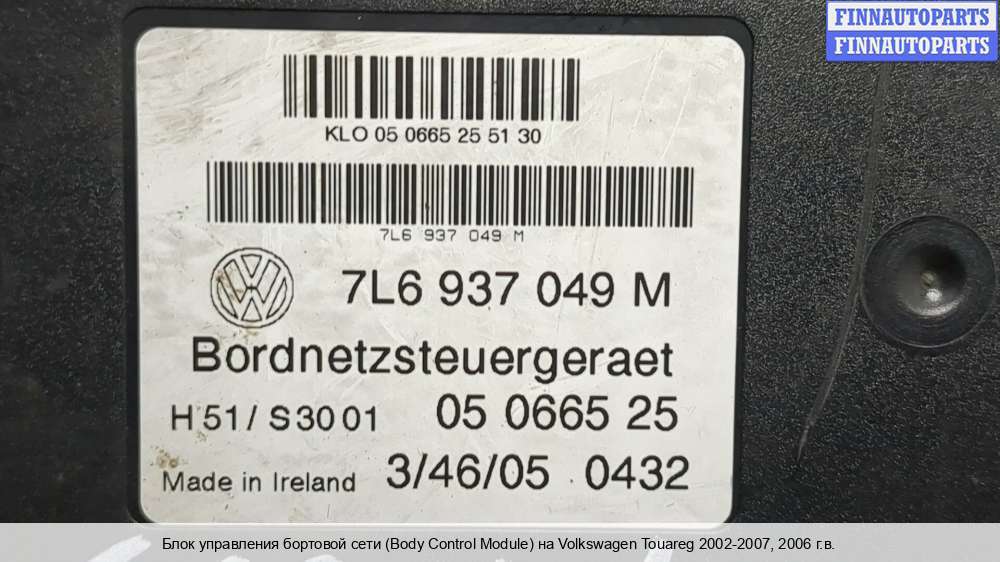 FINNAUTOPARTS
FINNAUTOPARTS
KLO 05 0665 25 5130
7L6 937 049 M
7L6 937 049 M
Bordnetzsteuergeraet
H 51 / S 30 01 05 0665 25
Made in Ireland 3/46/05 0432
Блок управления бортовой сети (Body Control Module) на Volkswagen Touareg 2002-2007, 2006 г.в.